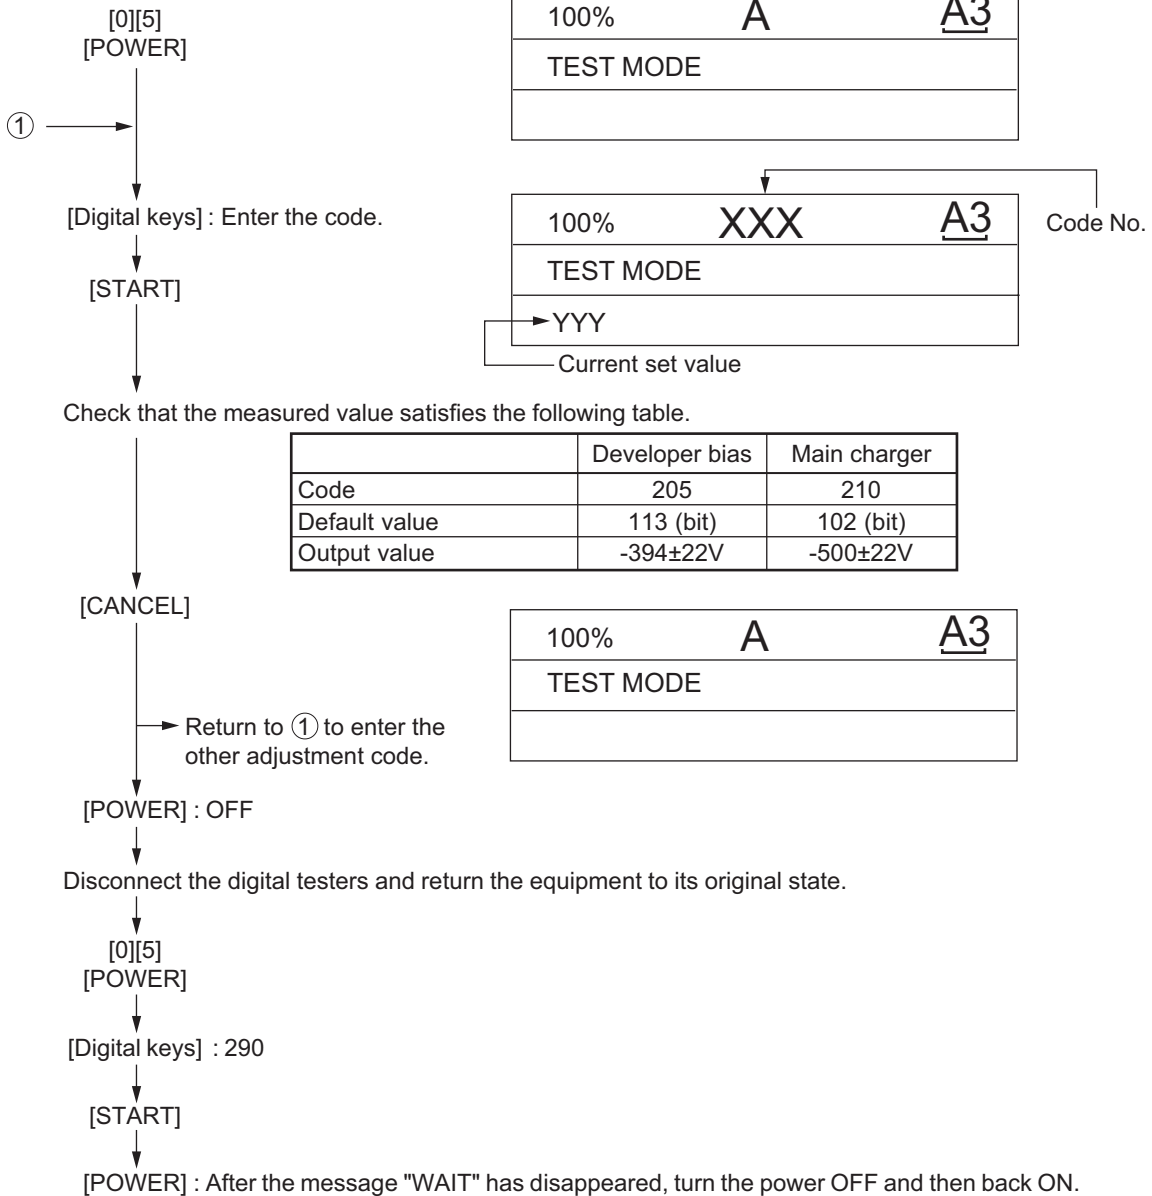 [0][5]
[POWER]
100% A A3
TEST MODE
①
[Digital keys] : Enter the code.
100% XXX A3
Code No.
TEST MODE
[START]
YYY
Current set value
Check that the measured value satisfies the following table.
Developer bias Main charger
Code 205 210
Default value 113 (bit) 102 (bit)
Output value -394±22V -500±22V
[CANCEL]
100% A A3
TEST MODE
Return to ① to enter the
other adjustment code.
[POWER] : OFF
Disconnect the digital testers and return the equipment to its original state.
[0][5]
[POWER]
[Digital keys] : 290
[START]
[POWER] : After the message "WAIT" has disappeared, turn the power OFF and then back ON.